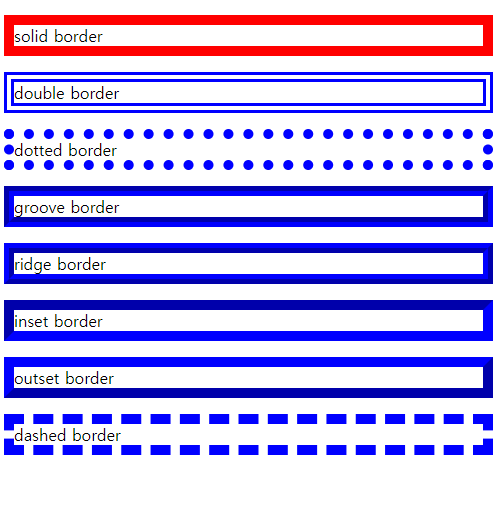 solid border
double border
dotted border
groove border
ridge border
inset border
outset border
dashed border